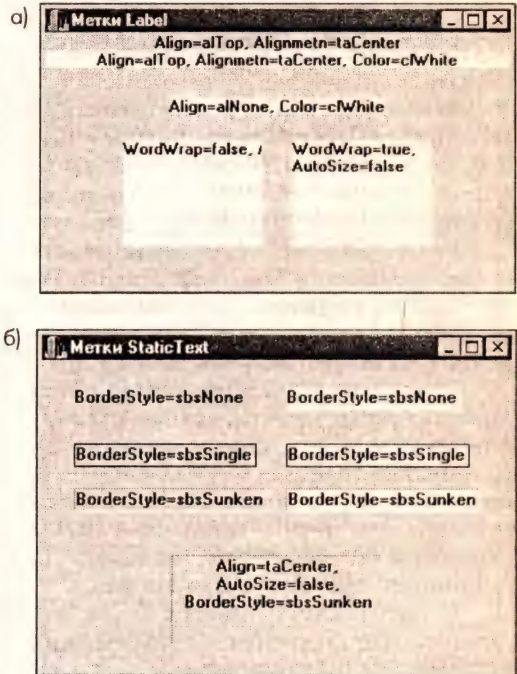 а)
Метки Label
Align=alTop, Alignmetn=taCenter
Align=alTop, Alignmetn=taCenter, Color=clWhite
Align=alNone, Color=clWhite
WordWrap=false, WordWrap=true,
AutoSize=false
б)
Метки StaticText
BorderStyle=sbsNone BorderStyle=sbsNone
BorderStyle=sbsSingle BorderStyle=sbsSingle
BorderStyle=sbsSunken BorderStyle=sbsSunken
Align=taCenter,
AutoSize=false,
BorderStyle=sbsSunken